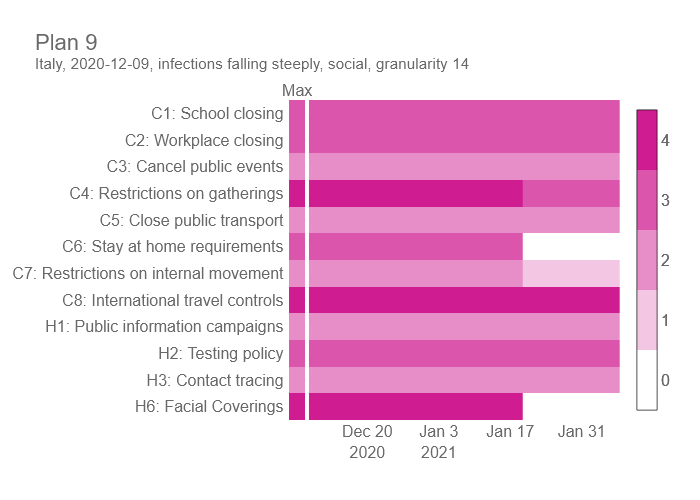 Plan 9
Italy, 2020-12-09, infections falling steeply, social, granularity 14
Max
C1: School closing
C2: Workplace closing
C3: Cancel public events
C4: Restrictions on gatherings
C5: Close public transport
C6: Stay at home requirements
C7: Restrictions on internal movement
C8: International travel controls
H1: Public information campaigns
H2: Testing policy
H3: Contact tracing
H6: Facial Coverings
Dec 20 Jan 3 Jan 17 Jan 31
2020 2021
4
3
2
1
0